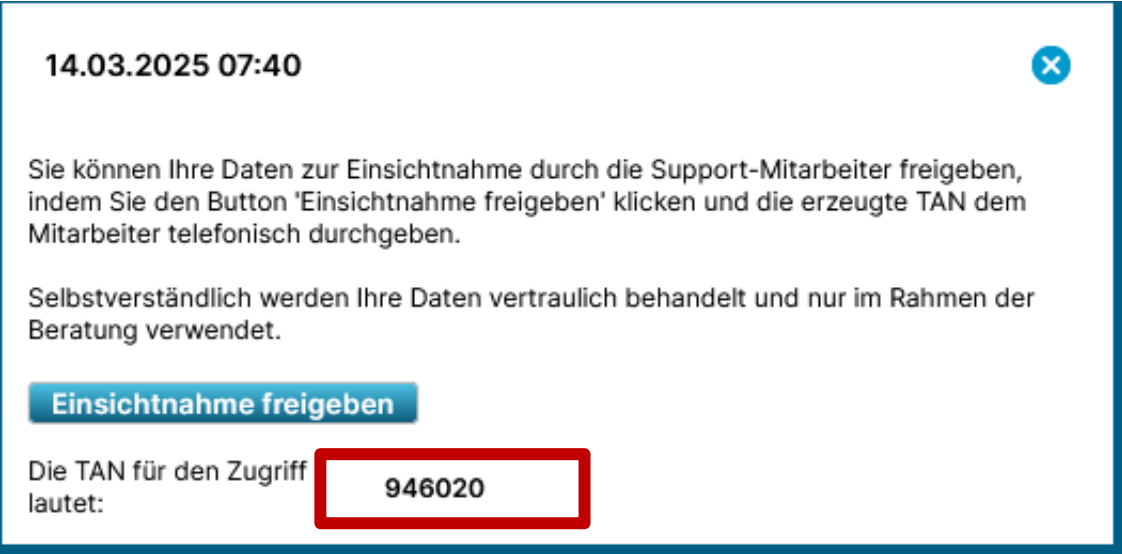 14.03.2025 07:40
Sie können Ihre Daten zur Einsichtnahme durch die Support-Mitarbeiter freigeben,
indem Sie den Button 'Einsichtnahme freigeben' klicken und die erzeugte TAN dem
Mitarbeiter telefonisch durchgeben.
Selbstverständlich werden Ihre Daten vertraulich behandelt und nur im Rahmen der
Beratung verwendet.
Einsichtnahme freigeben
Die TAN für den Zugriff
lautet:
946020